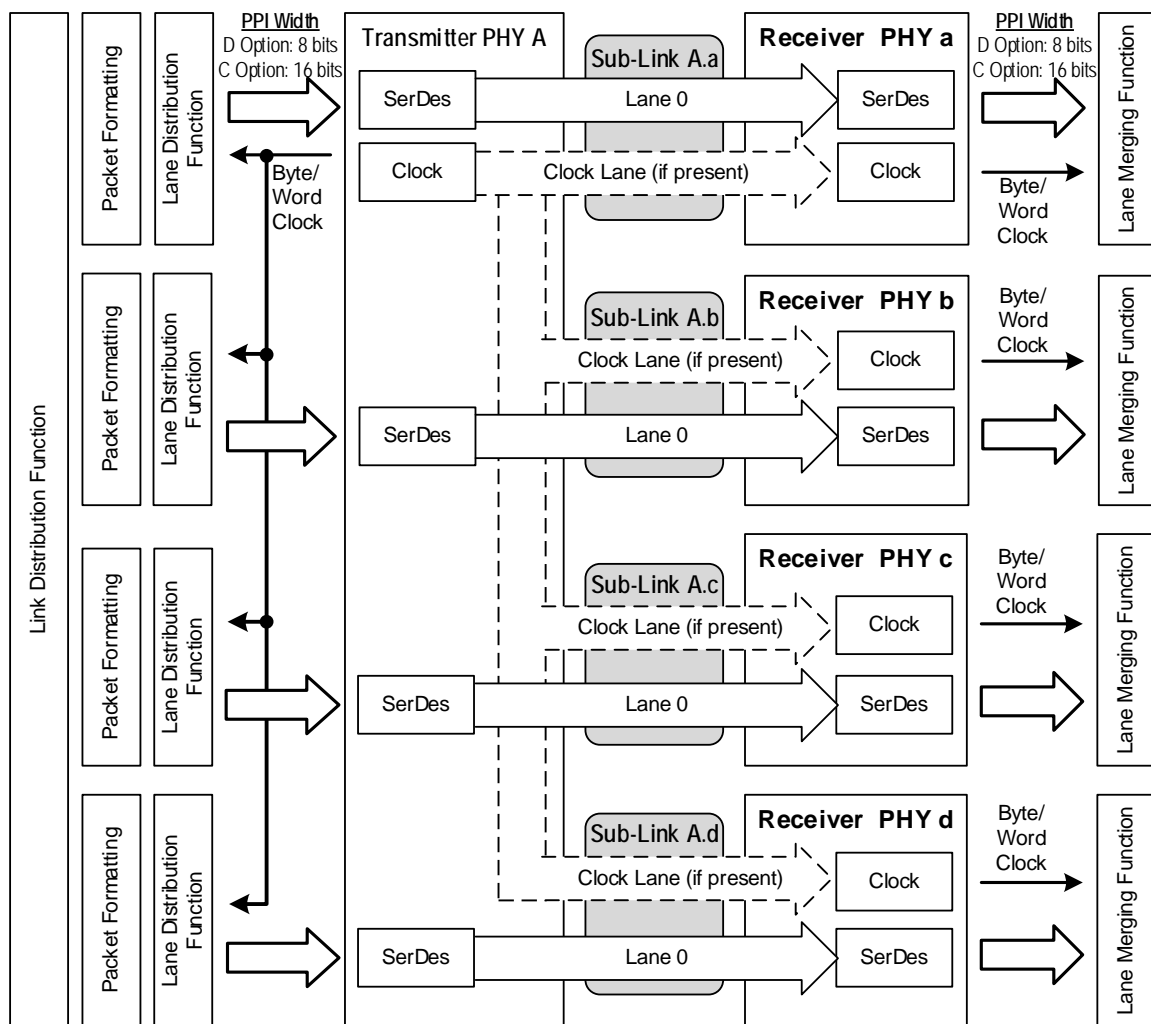 Link Distribution Function
Packet Formatting
Lane Distribution
Function
PPI Width
D Option: 8 bits
C Option: 16 bits
Byte/
Word
Clock
Transmitter PHY A
SerDes
Clock
Sub-Link A.a
Lane 0
Clock Lane (if present)
Receiver PHY a
SerDes
Clock
PPI Width
D Option: 8 bits
C Option: 16 bits
Byte/
Word
Clock
Lane Merging Function
Packet Formatting
Lane Distribution
Function
SerDes
Sub-Link A.b
Clock Lane (if present)
Lane 0
Receiver PHY b
Clock
SerDes
Byte/
Word
Clock
Lane Merging Function
Packet Formatting
Lane Distribution
Function
SerDes
Sub-Link A.c
Clock Lane (if present)
Lane 0
Receiver PHY c
Clock
SerDes
Byte/
Word
Clock
Lane Merging Function
Packet Formatting
Lane Distribution
Function
SerDes
Sub-Link A.d
Clock Lane (if present)
Lane 0
Receiver PHY d
Clock
SerDes
Byte/
Word
Clock
Lane Merging Function